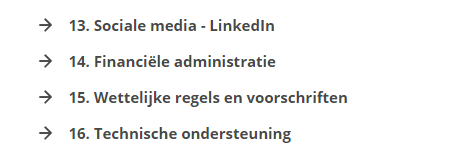 → 13. Sociale media - LinkedIn
→ 14. Financiële administratie
→ 15. Wettelijke regels en voorschriften
→ 16. Technische ondersteuning